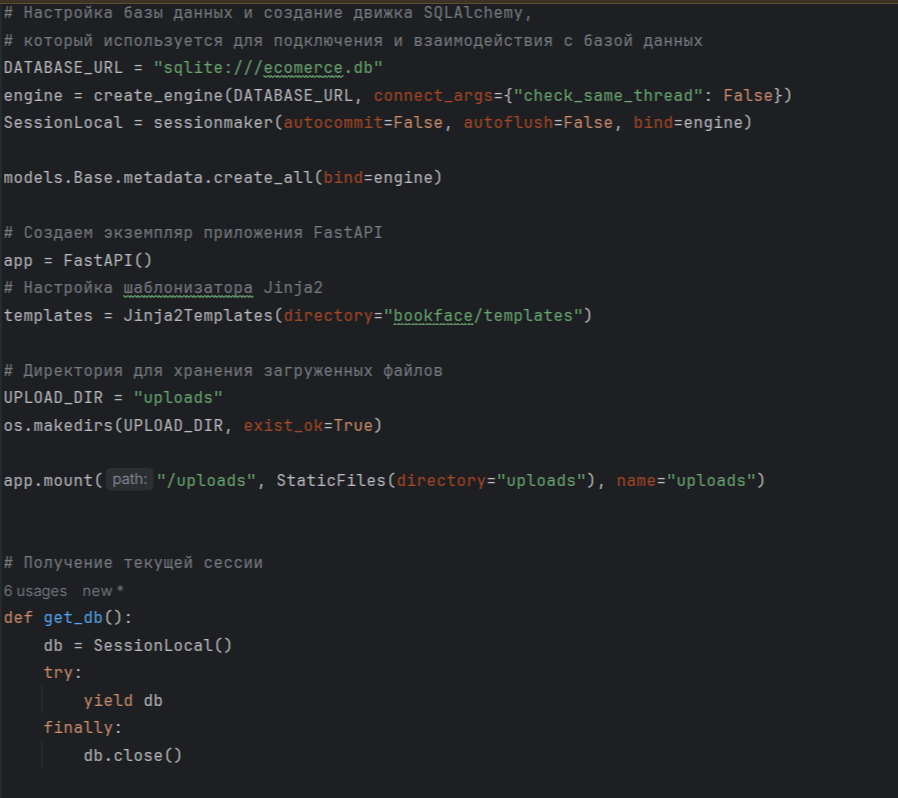 # Настройка базы данных и создание движка SQLAlchemy,
# который используется для подключения и взаимодействия с базой данных
DATABASE_URL = "sqlite:///ecomerce.db"
engine = create_engine(DATABASE_URL, connect_args={"check_same_thread": False})
SessionLocal = sessionmaker(autocommit=False, autoflush=False, bind=engine)
models.Base.metadata.create_all(bind=engine)
# Создаем экземпляр приложения FastAPI
app = FastAPI()
# Настройка шаблонизатора Jinja2
templates = Jinja2Templates(directory="bookface/templates")
# Директория для хранения загруженных файлов
UPLOAD_DIR = "uploads"
os.makedirs(UPLOAD_DIR, exist_ok=True)
app.mount( path: "/uploads", StaticFiles(directory="uploads"), name="uploads")
# Получение текущей сессии
6 usages new *
def get_db():
    db = SessionLocal()
    try:
        yield db
    finally:
        db.close()